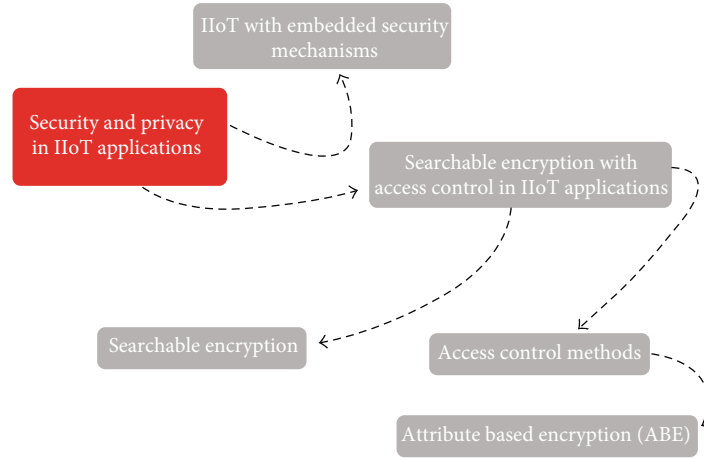 IIoT with embedded security
mechanisms
Security and privacy
in IIoT applications
Searchable encryption with
access control in IIoT applications
Searchable encryption
Access control methods
Attribute based encryption (ABE)